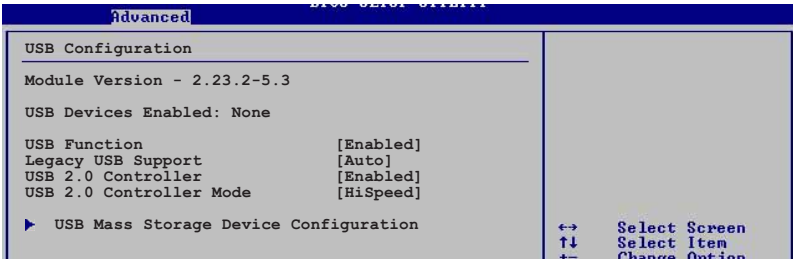 Advanced
USB Configuration
Module Version - 2.23.2-5.3
USB Devices Enabled: None
USB Function [Enabled]
Legacy USB Support [Auto]
USB 2.0 Controller [Enabled]
USB 2.0 Controller Mode [HiSpeed]
USB Mass Storage Device Configuration
←→ Select Screen
↑↓ Select Item
+- Change Option